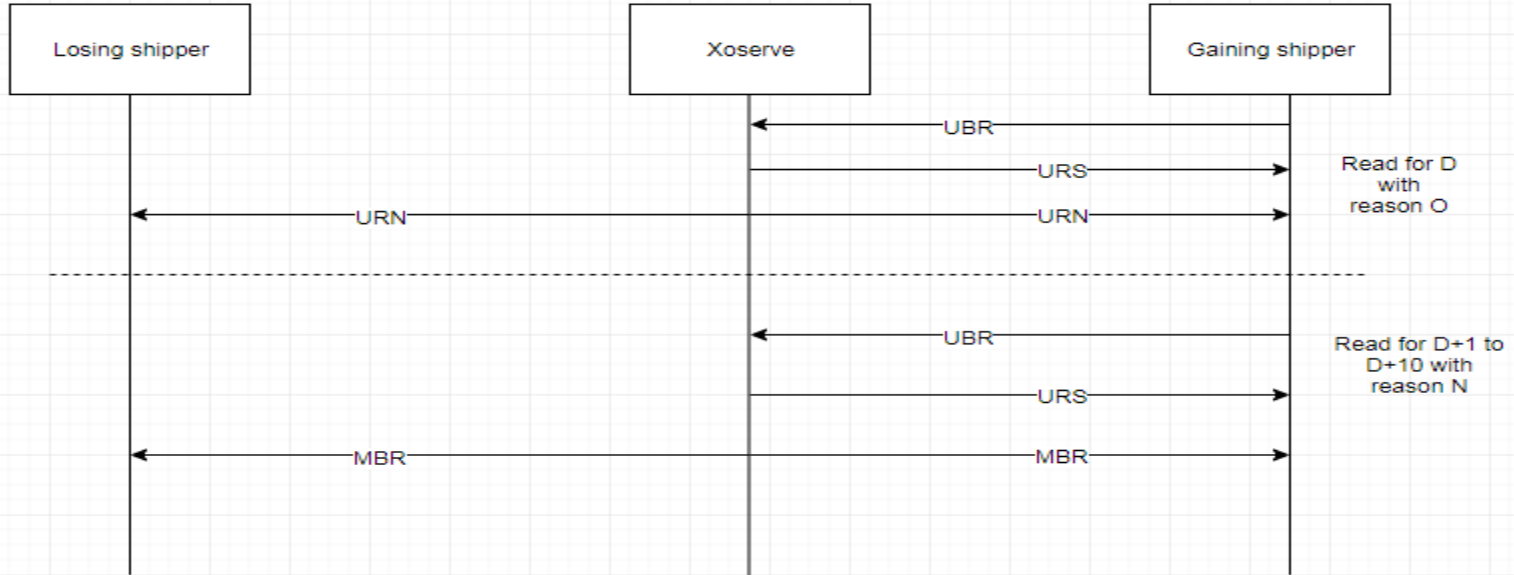 Losing shipper
Xoserve
Gaining shipper
UBR
URS
Read for D
with
reason O
URN
URN
UBR
Read for D+1 to
D+10 with
reason N
URS
MBR
MBR